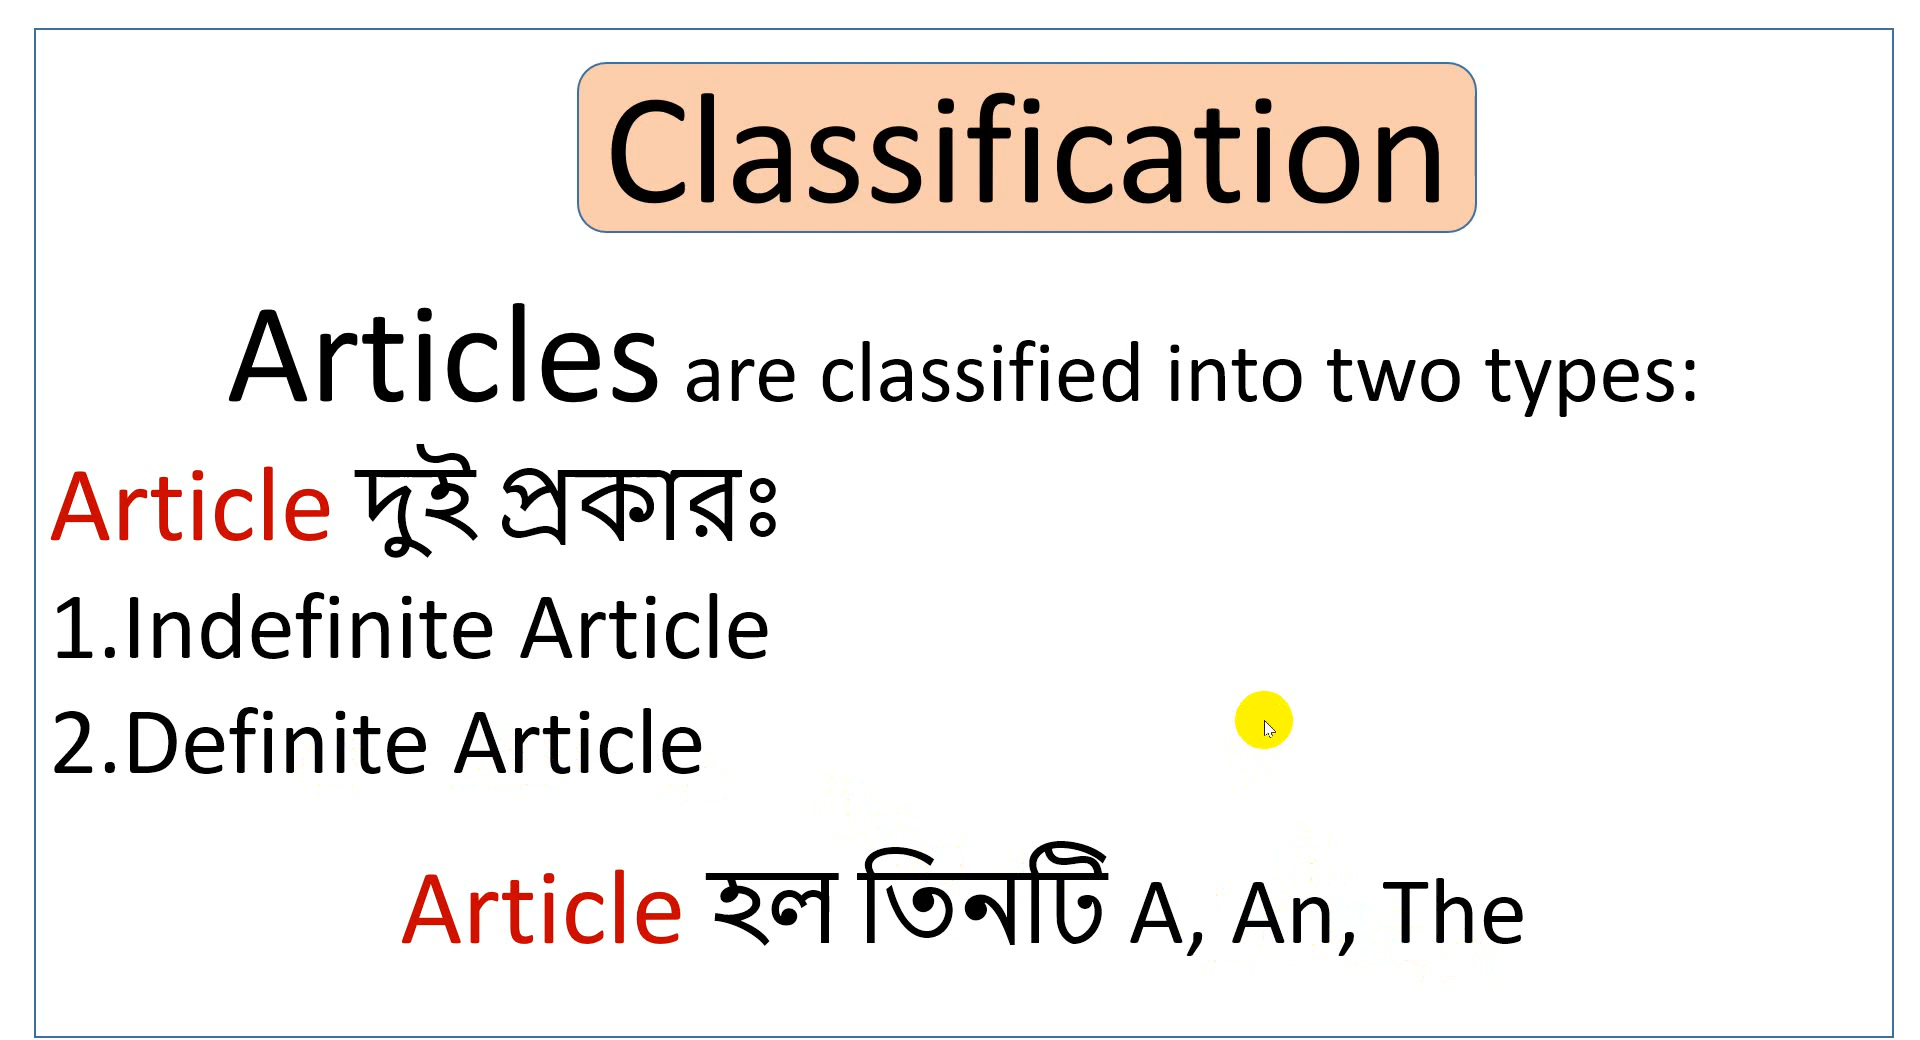 Classification
Articles are classified into two types:
Article দুই প্রকারঃ
1.Indefinite Article
2.Definite Article
Article হল তিনটি A, An, The